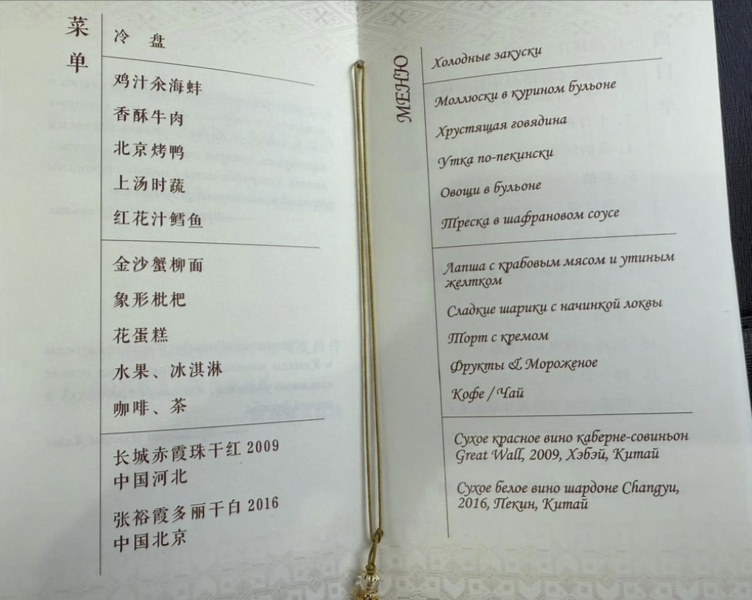 菜单
冷 盘
鸡汁汆海蚌
香酥牛肉
北京烤鸭
上汤时蔬
红花汁鳕鱼
金沙蟹柳面
象形枇杷
花蛋糕
水果、冰淇淋
咖啡、茶
长城赤霞珠干红 2009
中国河北
张裕霞多丽干白 2016
中国北京
МЕНЮ
Холодные закуски
Моллюски в курином бульоне
Хрустящая говядина
Утка по-пекински
Овощи в бульоне
Треска в шафрановом соусе
Лапша с крабовым мясом и утиным
желтком
Сладкие шарики с начинкой локвы
Торт с кремом
Фрукты & Мороженое
Кофе / Чай
Сухое красное вино каберне-совиньон
Great Wall, 2009, Хэбэй, Китай
Сухое белое вино шардоне Changyu,
2016, Пекин, Китай